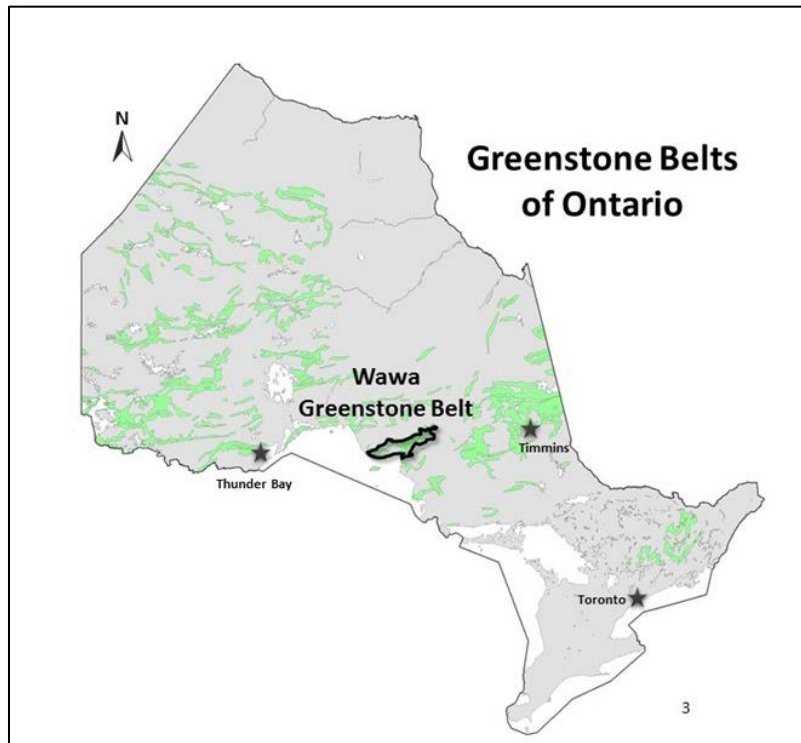 N
Greenstone Belts
of Ontario
Wawa
Greenstone Belt
Timmins
Thunder Bay
Toronto
3